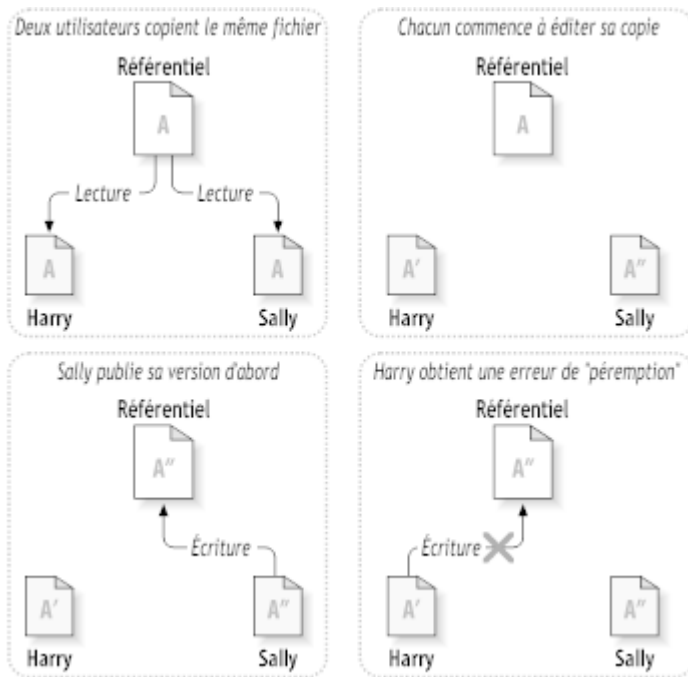 Deux utilisateurs copient le même fichier
Référentiel
A
Lecture
Lecture
A
A
Harry
Sally
Chacun commence à éditer sa copie
Référentiel
A
A'
A"
Harry
Sally
Sally publie sa version d'abord
Référentiel
A"
Écriture
A'
A"
Harry
Sally
Harry obtient une erreur de "péremption"
Référentiel
A"
Écriture
A'
A"
Harry
Sally